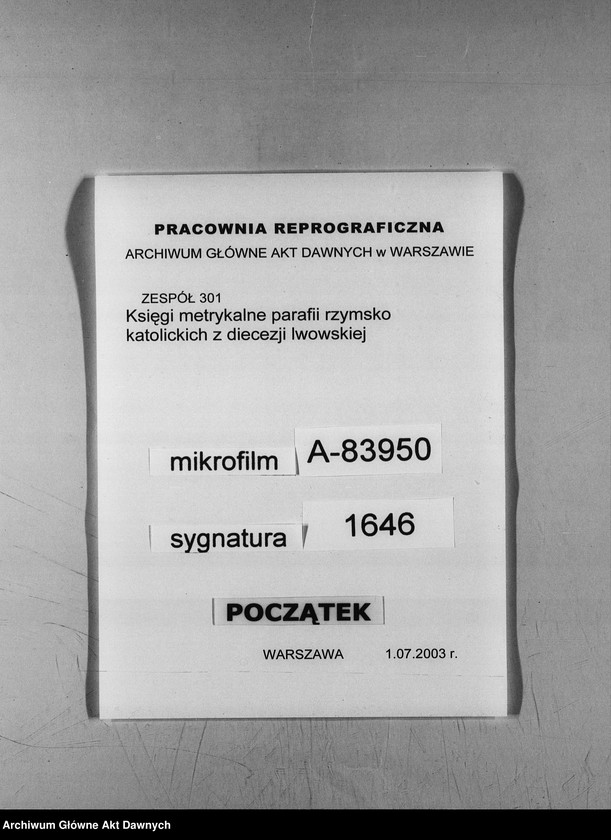 PRACOWNIA REPROGRAFICZNA
ARCHIWUM GŁÓWNE AKT DAWNYCH w WARSZAWIE
ZESPÓŁ 301
Księgi metrykalne parafii rzymsko
katolickich z diecezji lwowskiej
mikrofilm A-83950
sygnatura 1646
POCZĄTEK
WARSZAWA 1.07.2003 r.
Archiwum Główne Akt Dawnych